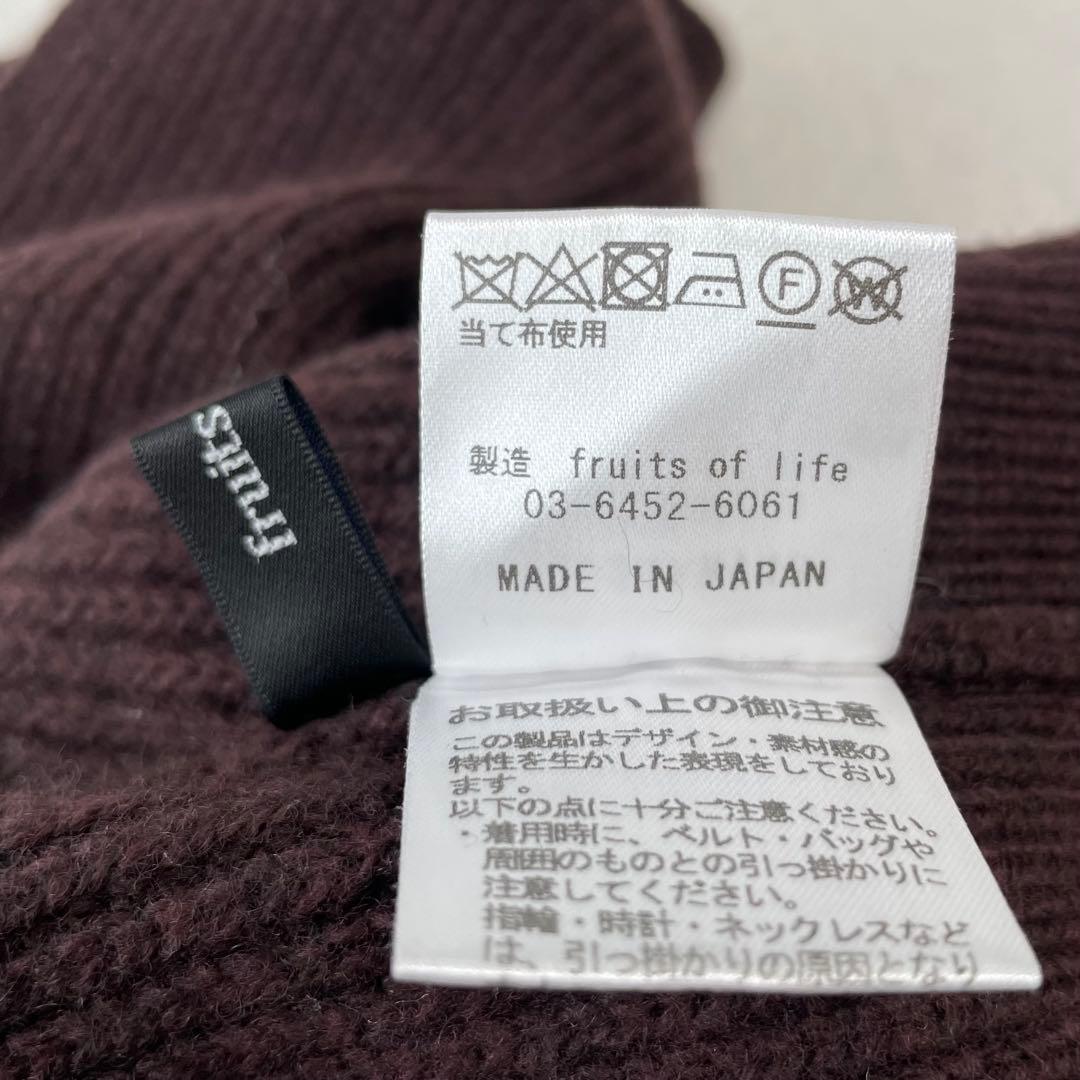 F W
当て布使用
製造 fruits of life
03-6452-6061
MADE IN JAPAN
Fruits
お取扱い上の御注意
この製品はデザイン・素材感の
特性を生かした表現をしており
ます。
以下の点に十分ご注意ください。
・着用時に、ベルト・バッグや
周囲のものとの引っ掛かりに
注意してください。
指輪・時計・ネックレスなど
は、引っ掛かりの原因となり